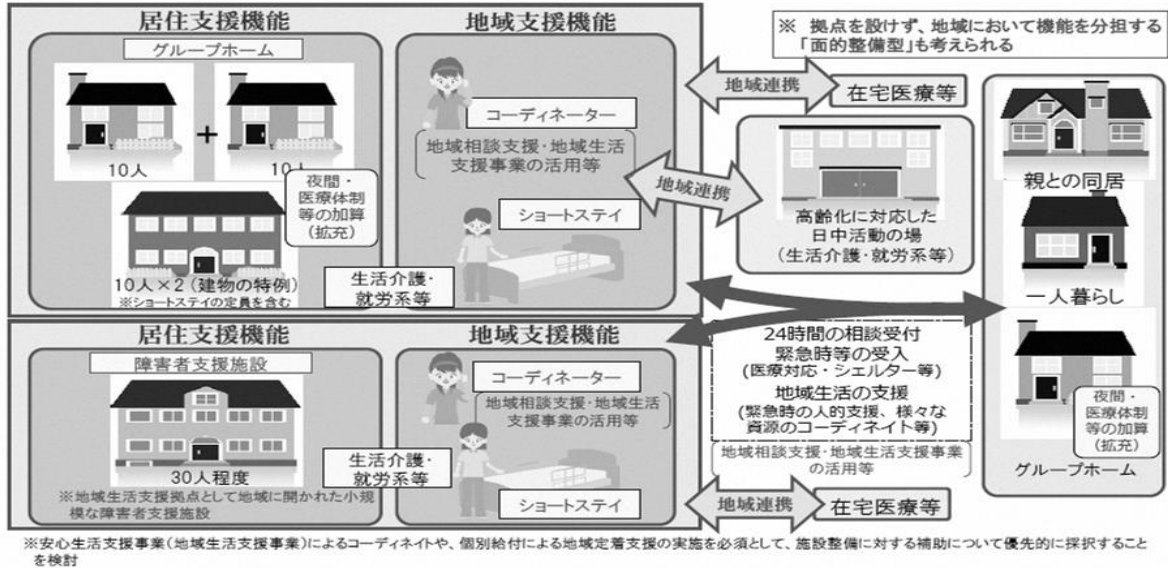 居住支援機能
地域支援機能
グループホーム
10人
+
10人
夜間・
医療体制
等の加算
(拡充)
10人×2 (建物の特例)
※ショートステイの定員を含む
コーディネーター
地域相談支援・地域生活
支援事業の活用等
ショートステイ
生活介護・
就労系等
※ 拠点を設けず、地域において機能を分担する
「面的整備型」も考えられる
地域連携
在宅医療等
地域連携
高齢化に対応した
日中活動の場
(生活介護・就労系等)
親との同居
一人暮らし
夜間・
医療体制
等の加算
(拡充)
グループホーム
居住支援機能
地域支援機能
障害者支援施設
30人程度
※地域生活支援拠点として地域に開かれた小規
模な障害者支援施設
コーディネーター
地域相談支援・地域生活
支援事業の活用等
生活介護・
就労系等
ショートステイ
24時間の相談受付
緊急時等の受入
(医療対応・シェルター等)
地域生活の支援
(緊急時の人的支援、様々な
資源のコーディネイト等)
地域相談支援・地域生活支援事業
の活用等
地域連携
在宅医療等
※安心生活支援事業(地域生活支援事業)によるコーディネイトや、個別給付による地域定着支援の実施を必須として、施設整備に対する補助について優先的に採択すること
を検討